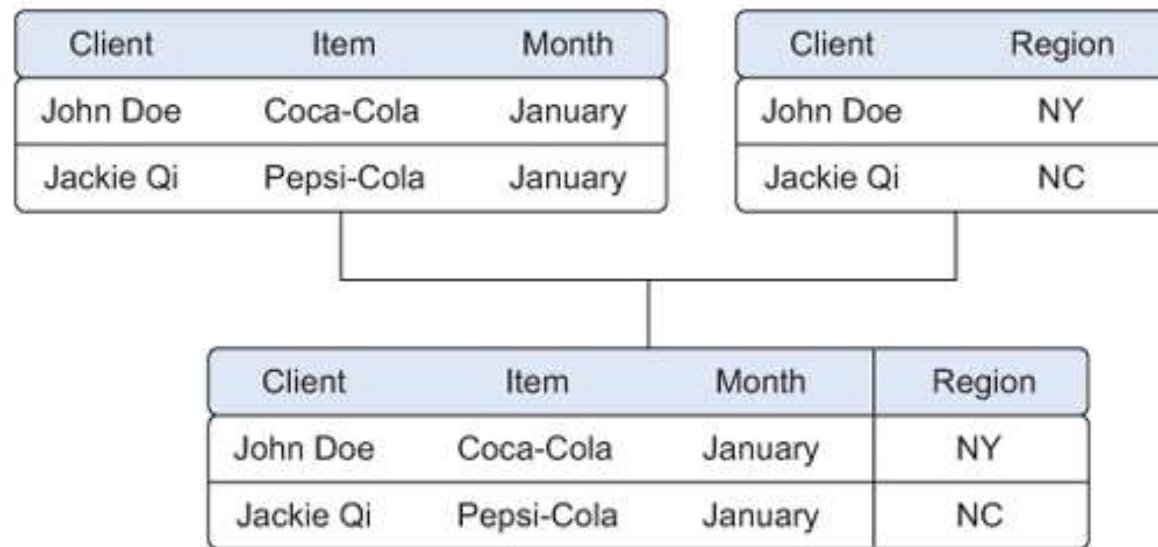 Client Item Month
John Doe Coca-Cola January
Jackie Qi Pepsi-Cola January
Client Region
John Doe NY
Jackie Qi NC
Client Item Month Region
John Doe Coca-Cola January NY
Jackie Qi Pepsi-Cola January NC